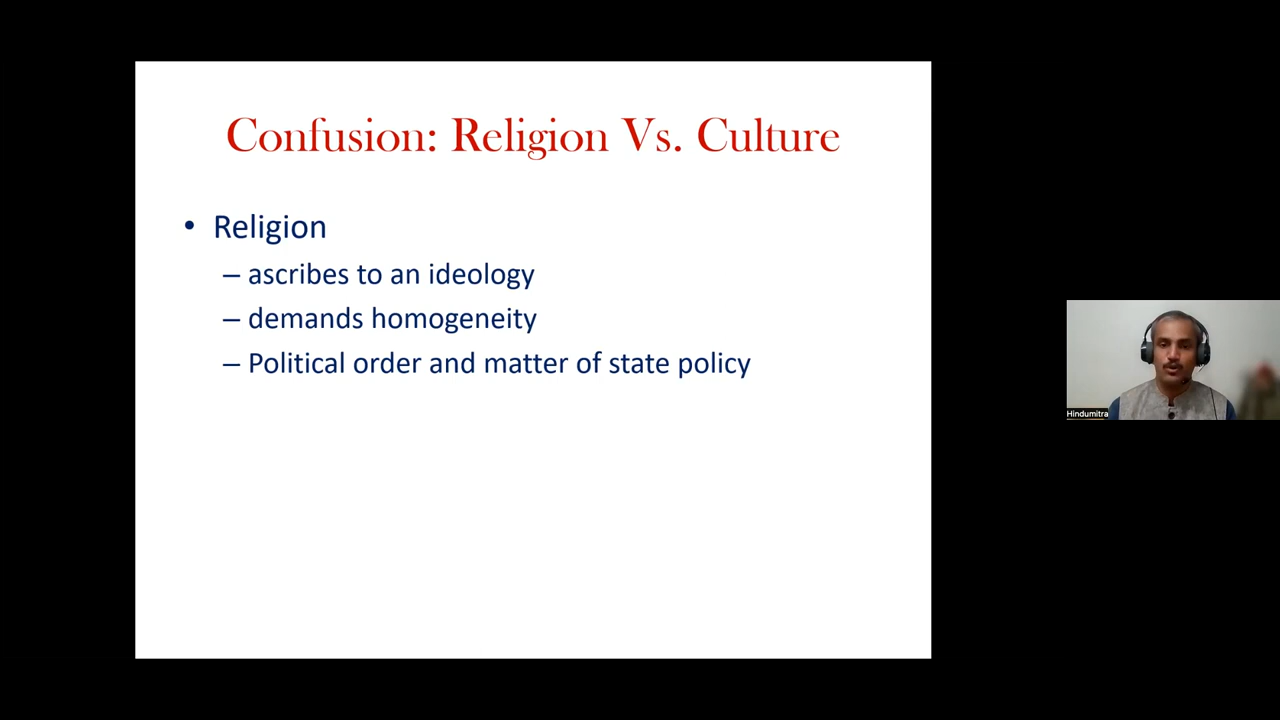 Confusion: Religion Vs. Culture
• Religion
– ascribes to an ideology
– demands homogeneity
– Political order and matter of state policy
Hindumitra